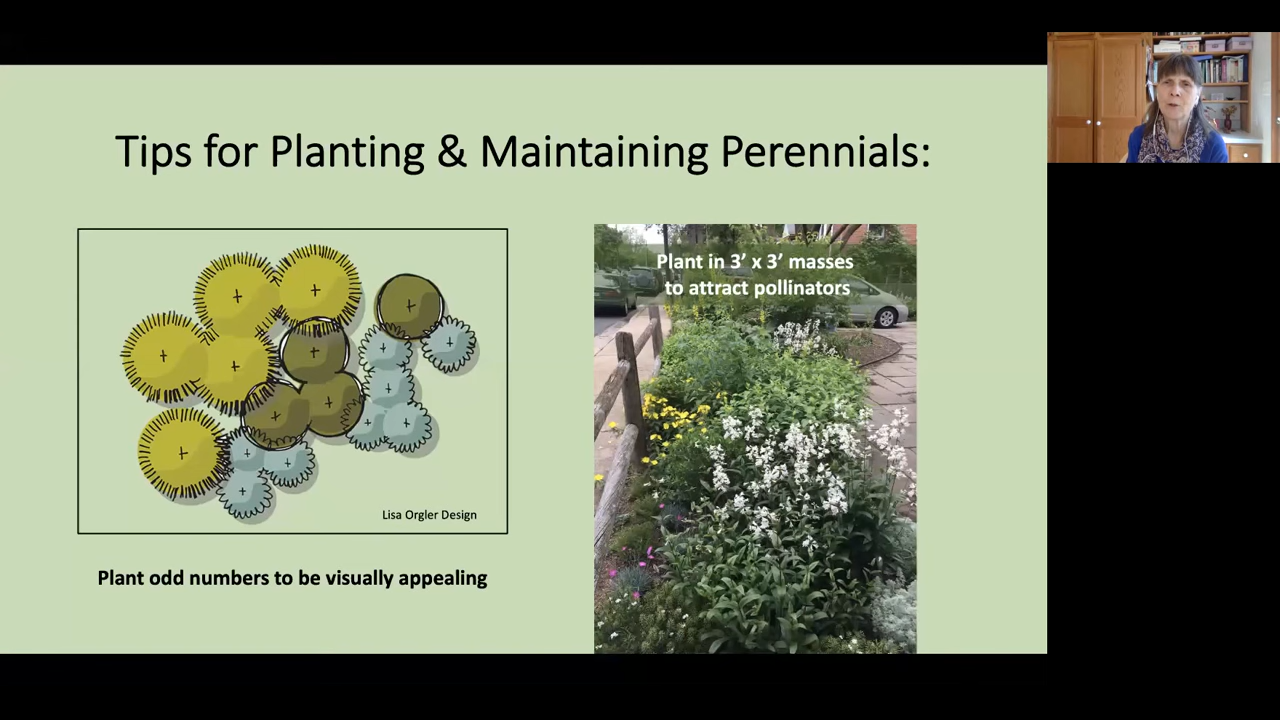 Tips for Planting & Maintaining Perennials:
Plant in 3’ x 3’ masses
to attract pollinators
Lisa Orgler Design
Plant odd numbers to be visually appealing